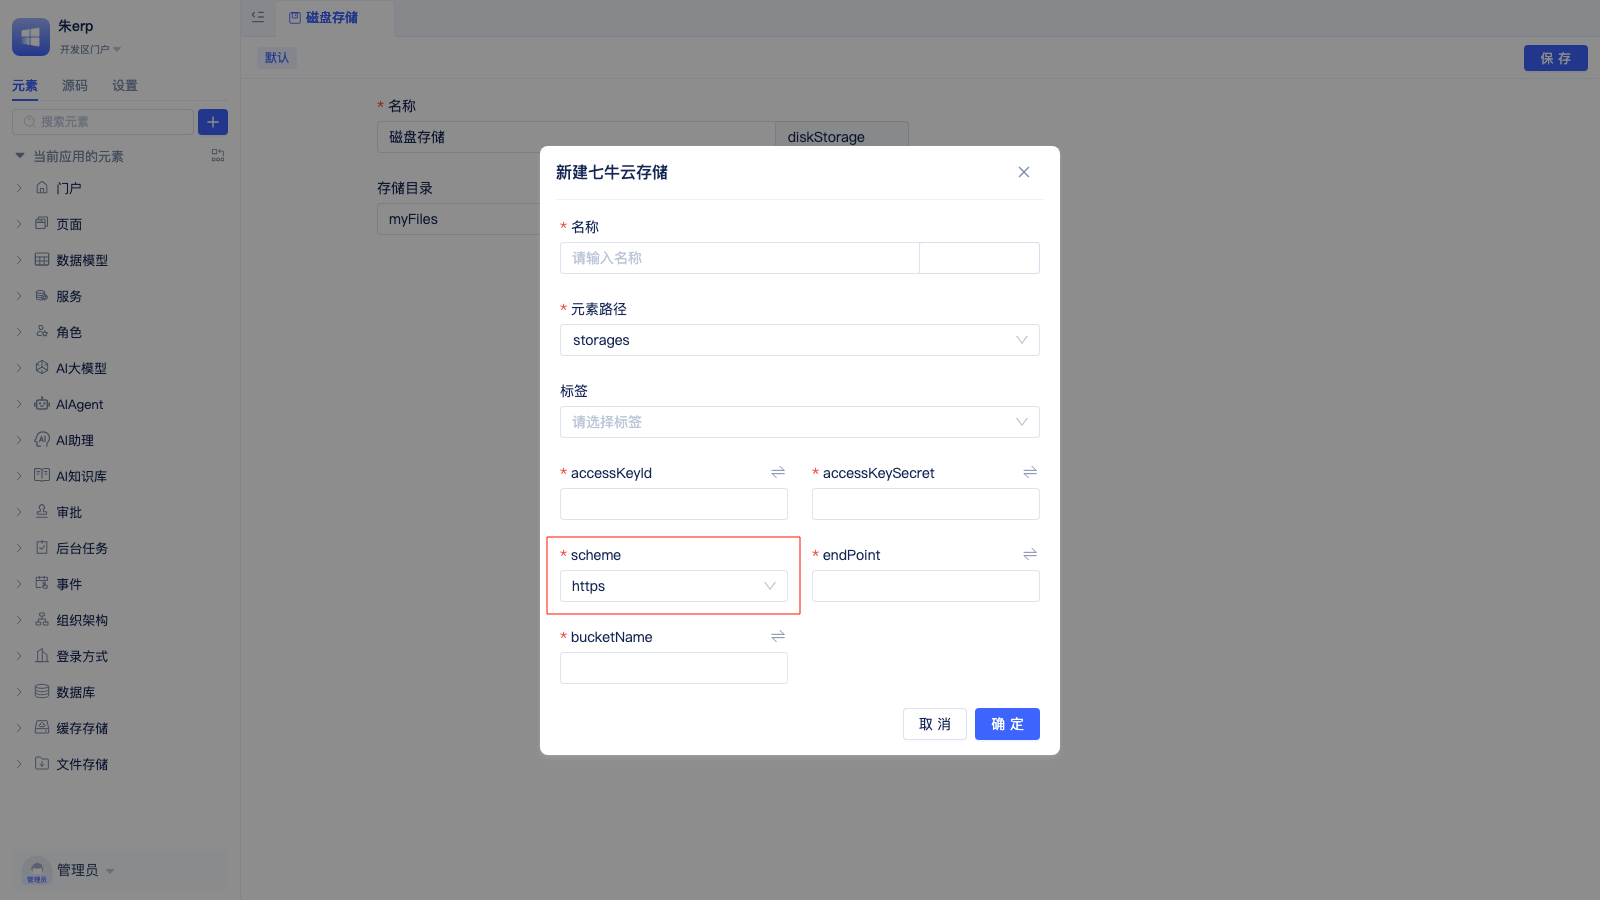 朱erp
开发区门户
元素 源码 设置
搜索元素
当前应用的元素
门户
页面
数据模型
服务
角色
AI大模型
AIAgent
AI助理
AI知识库
审批
后台任务
事件
组织架构
登录方式
数据库
缓存存储
文件存储
管理员
管理员
磁盘存储
默认
保 存
* 名称
磁盘存储 diskStorage
存储目录
myFiles
新建七牛云存储
* 名称
请输入名称
* 元素路径
storages
标签
请选择标签
* accessKeyId
* accessKeySecret
* scheme
https
* endPoint
* bucketName
取 消
确 定